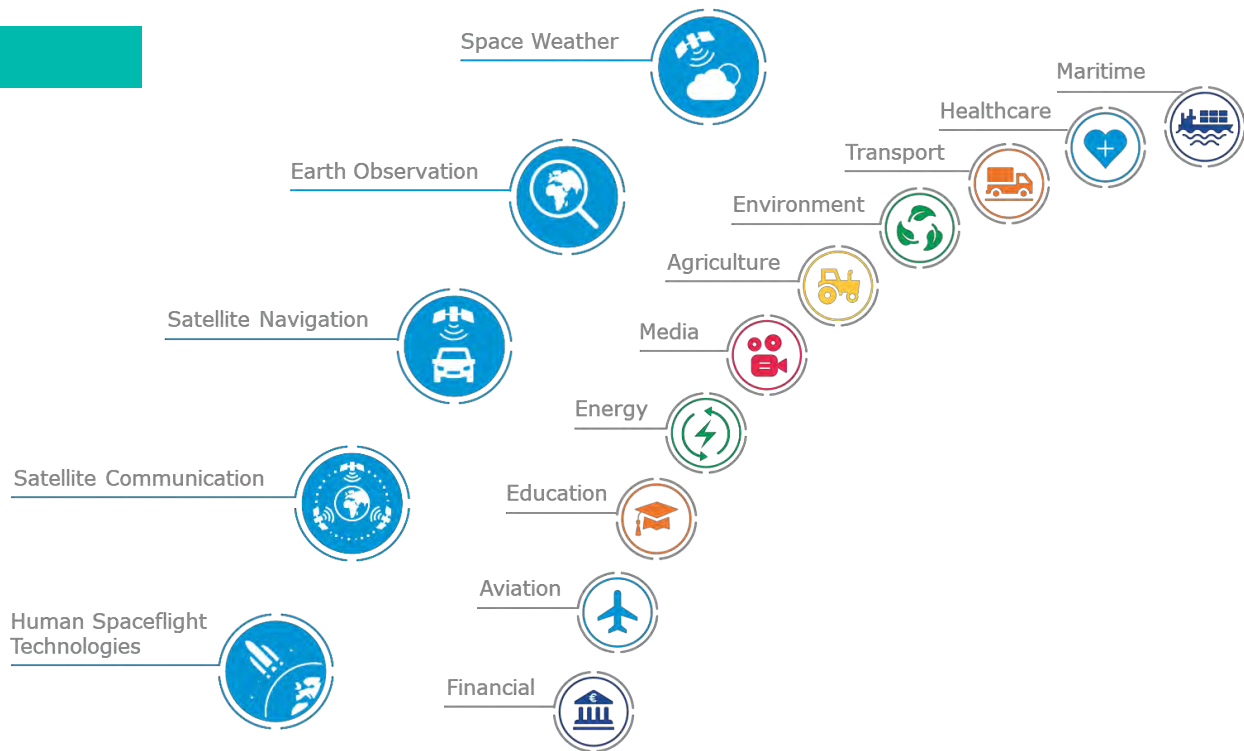 Space Weather
Maritime
Healthcare
Transport
Earth Observation
Environment
Agriculture
Satellite Navigation
Media
Energy
Satellite Communication
Education
Aviation
Human Spaceflight
Technologies
Financial
€